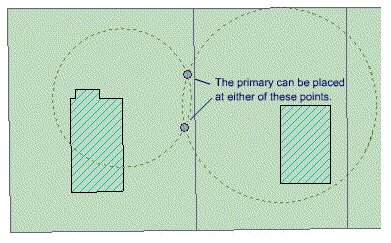 The primary can be placed
at either of these points.